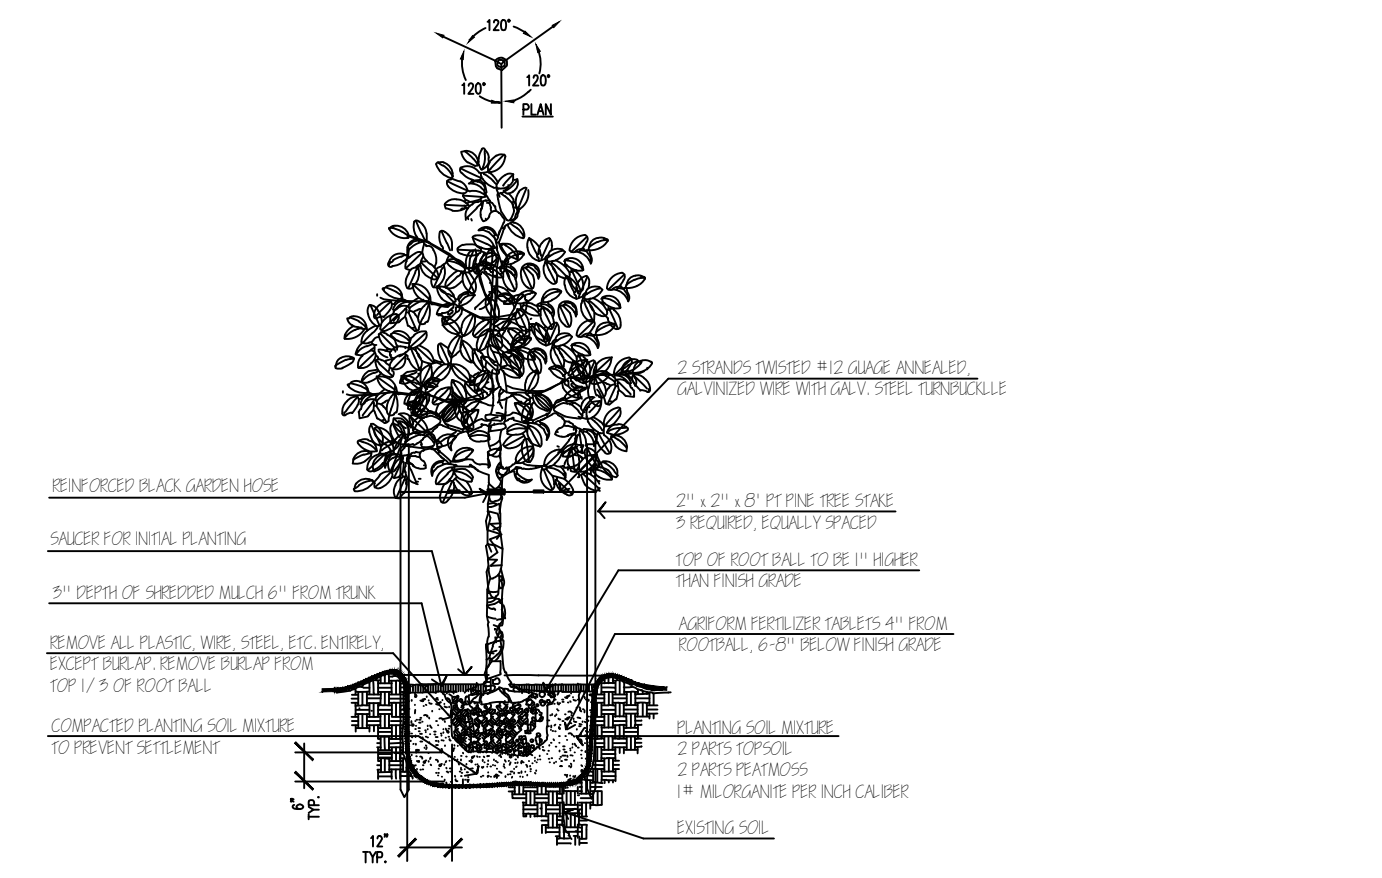 120°
120°
120°
PLAN
2 STRANDS TWISTED #12 GUAGE ANNEALED,
GALVINIZED WIRE WITH GALV. STEEL TURNBUCKLLE
REINFORCED BLACK GARDEN HOSE
2" x 2" x 8' PT PINE TREE STAKE
3 REQUIRED, EQUALLY SPACED
SAUCER FOR INITIAL PLANTING
TOP OF ROOT BALL TO BE 1" HIGHER
THAN FINISH GRADE
3" DEPTH OF SHREDDED MULCH 6" FROM TRUNK
AGRIFORM FERTILIZER TABLETS 4" FROM
ROOTBALL, 6-8" BELOW FINISH GRADE
REMOVE ALL PLASTIC, WIRE, STEEL, ETC. ENTIRELY,
EXCEPT BURLAP. REMOVE BURLAP FROM
TOP 1/3 OF ROOT BALL
COMPACTED PLANTING SOIL MIXTURE
TO PREVENT SETTLEMENT
PLANTING SOIL MIXTURE
2 PARTS TOPSOIL
2 PARTS PEATMOSS
1# MILORGANITE PER INCH CALIBER
6"
TYP.
EXISTING SOIL
12"
TYP.